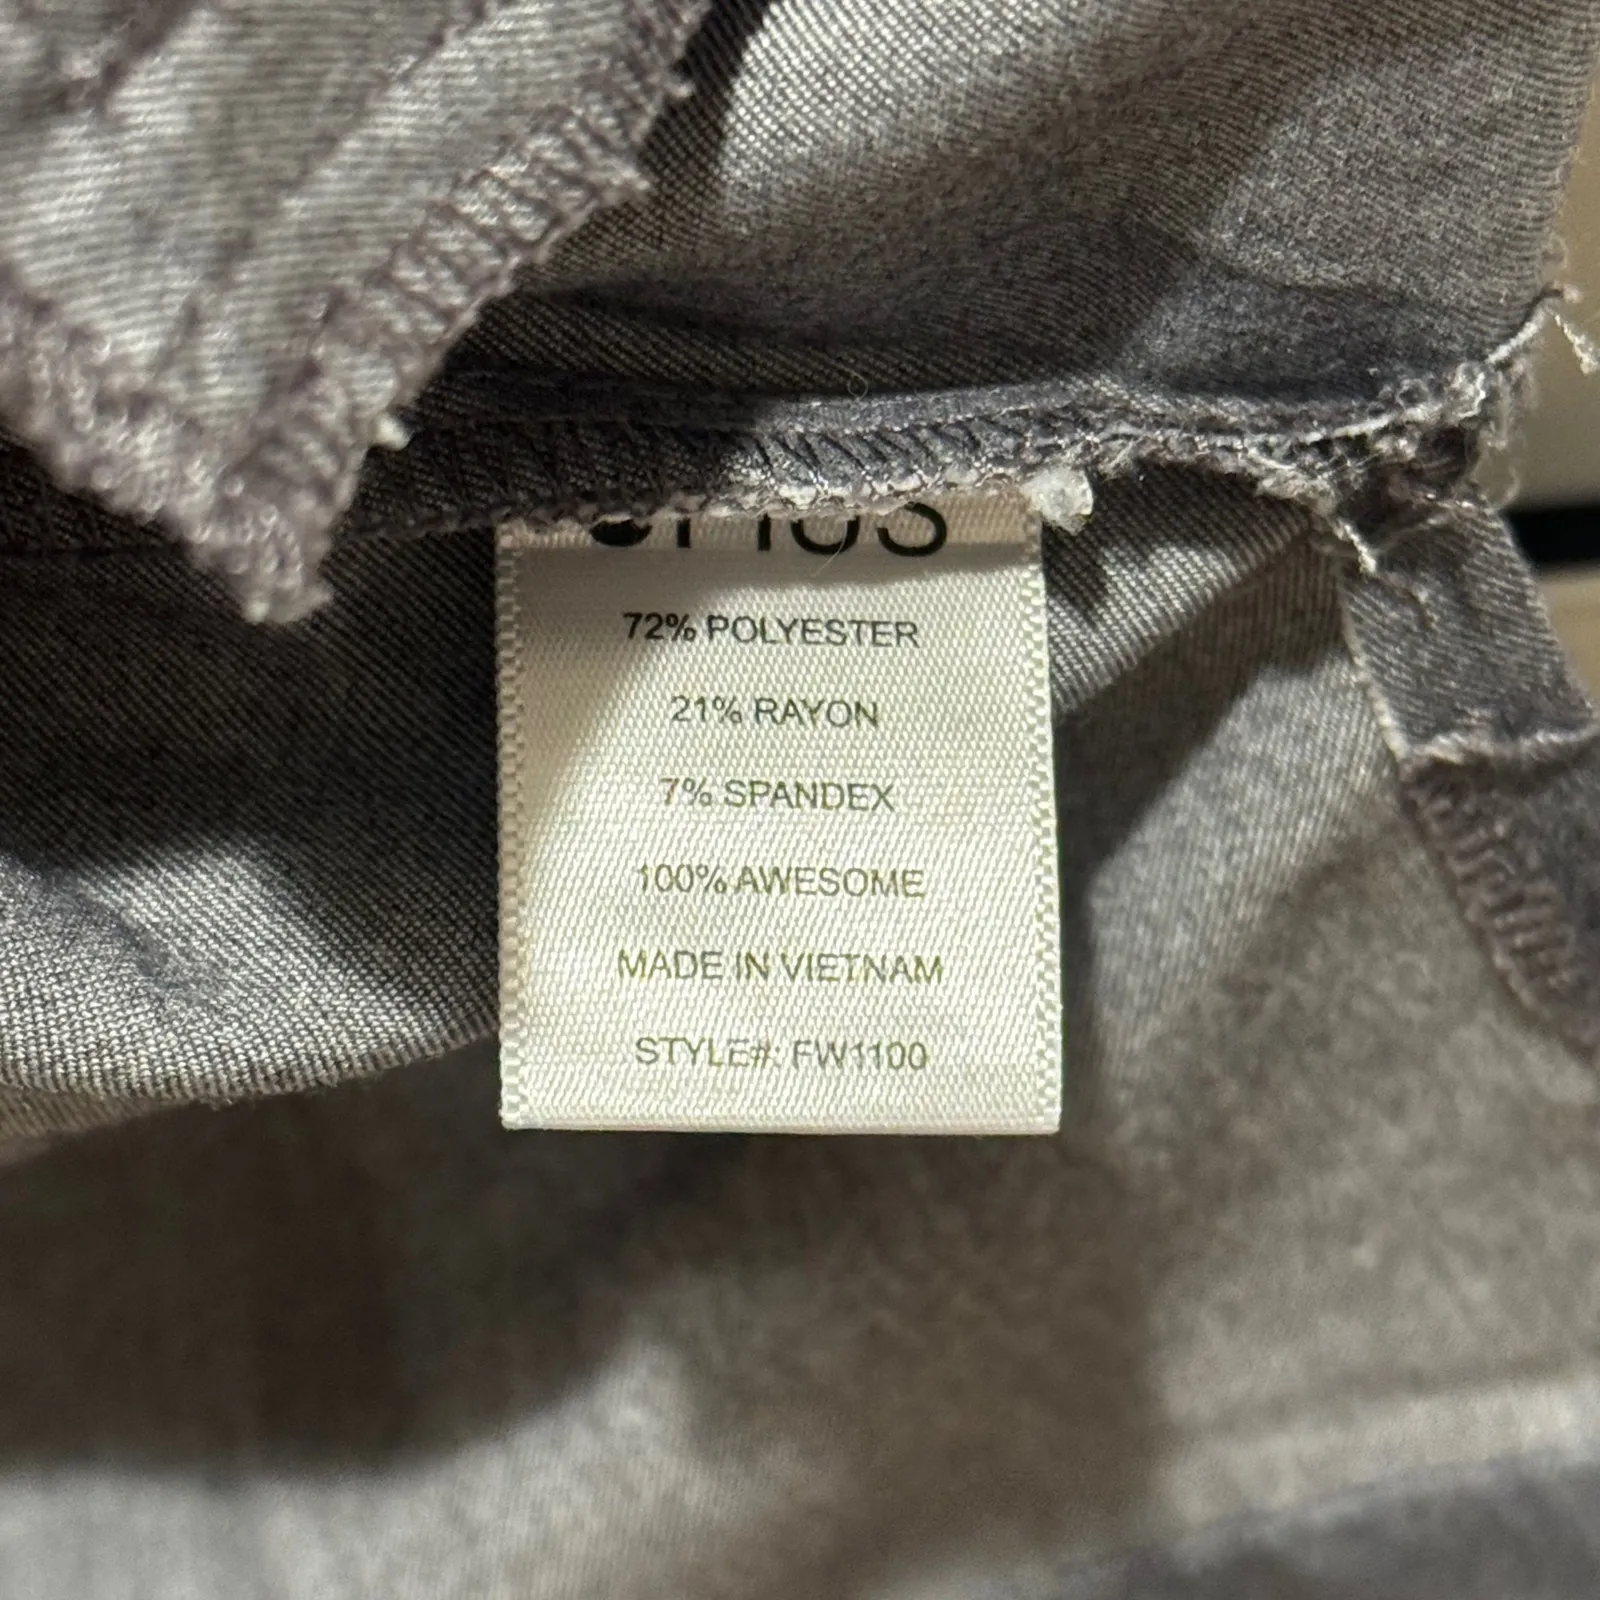 72% POLYESTER
21% RAYON
7% SPANDEX
100% AWESOME
MADE IN VIETNAM
STYLE#: FW1100